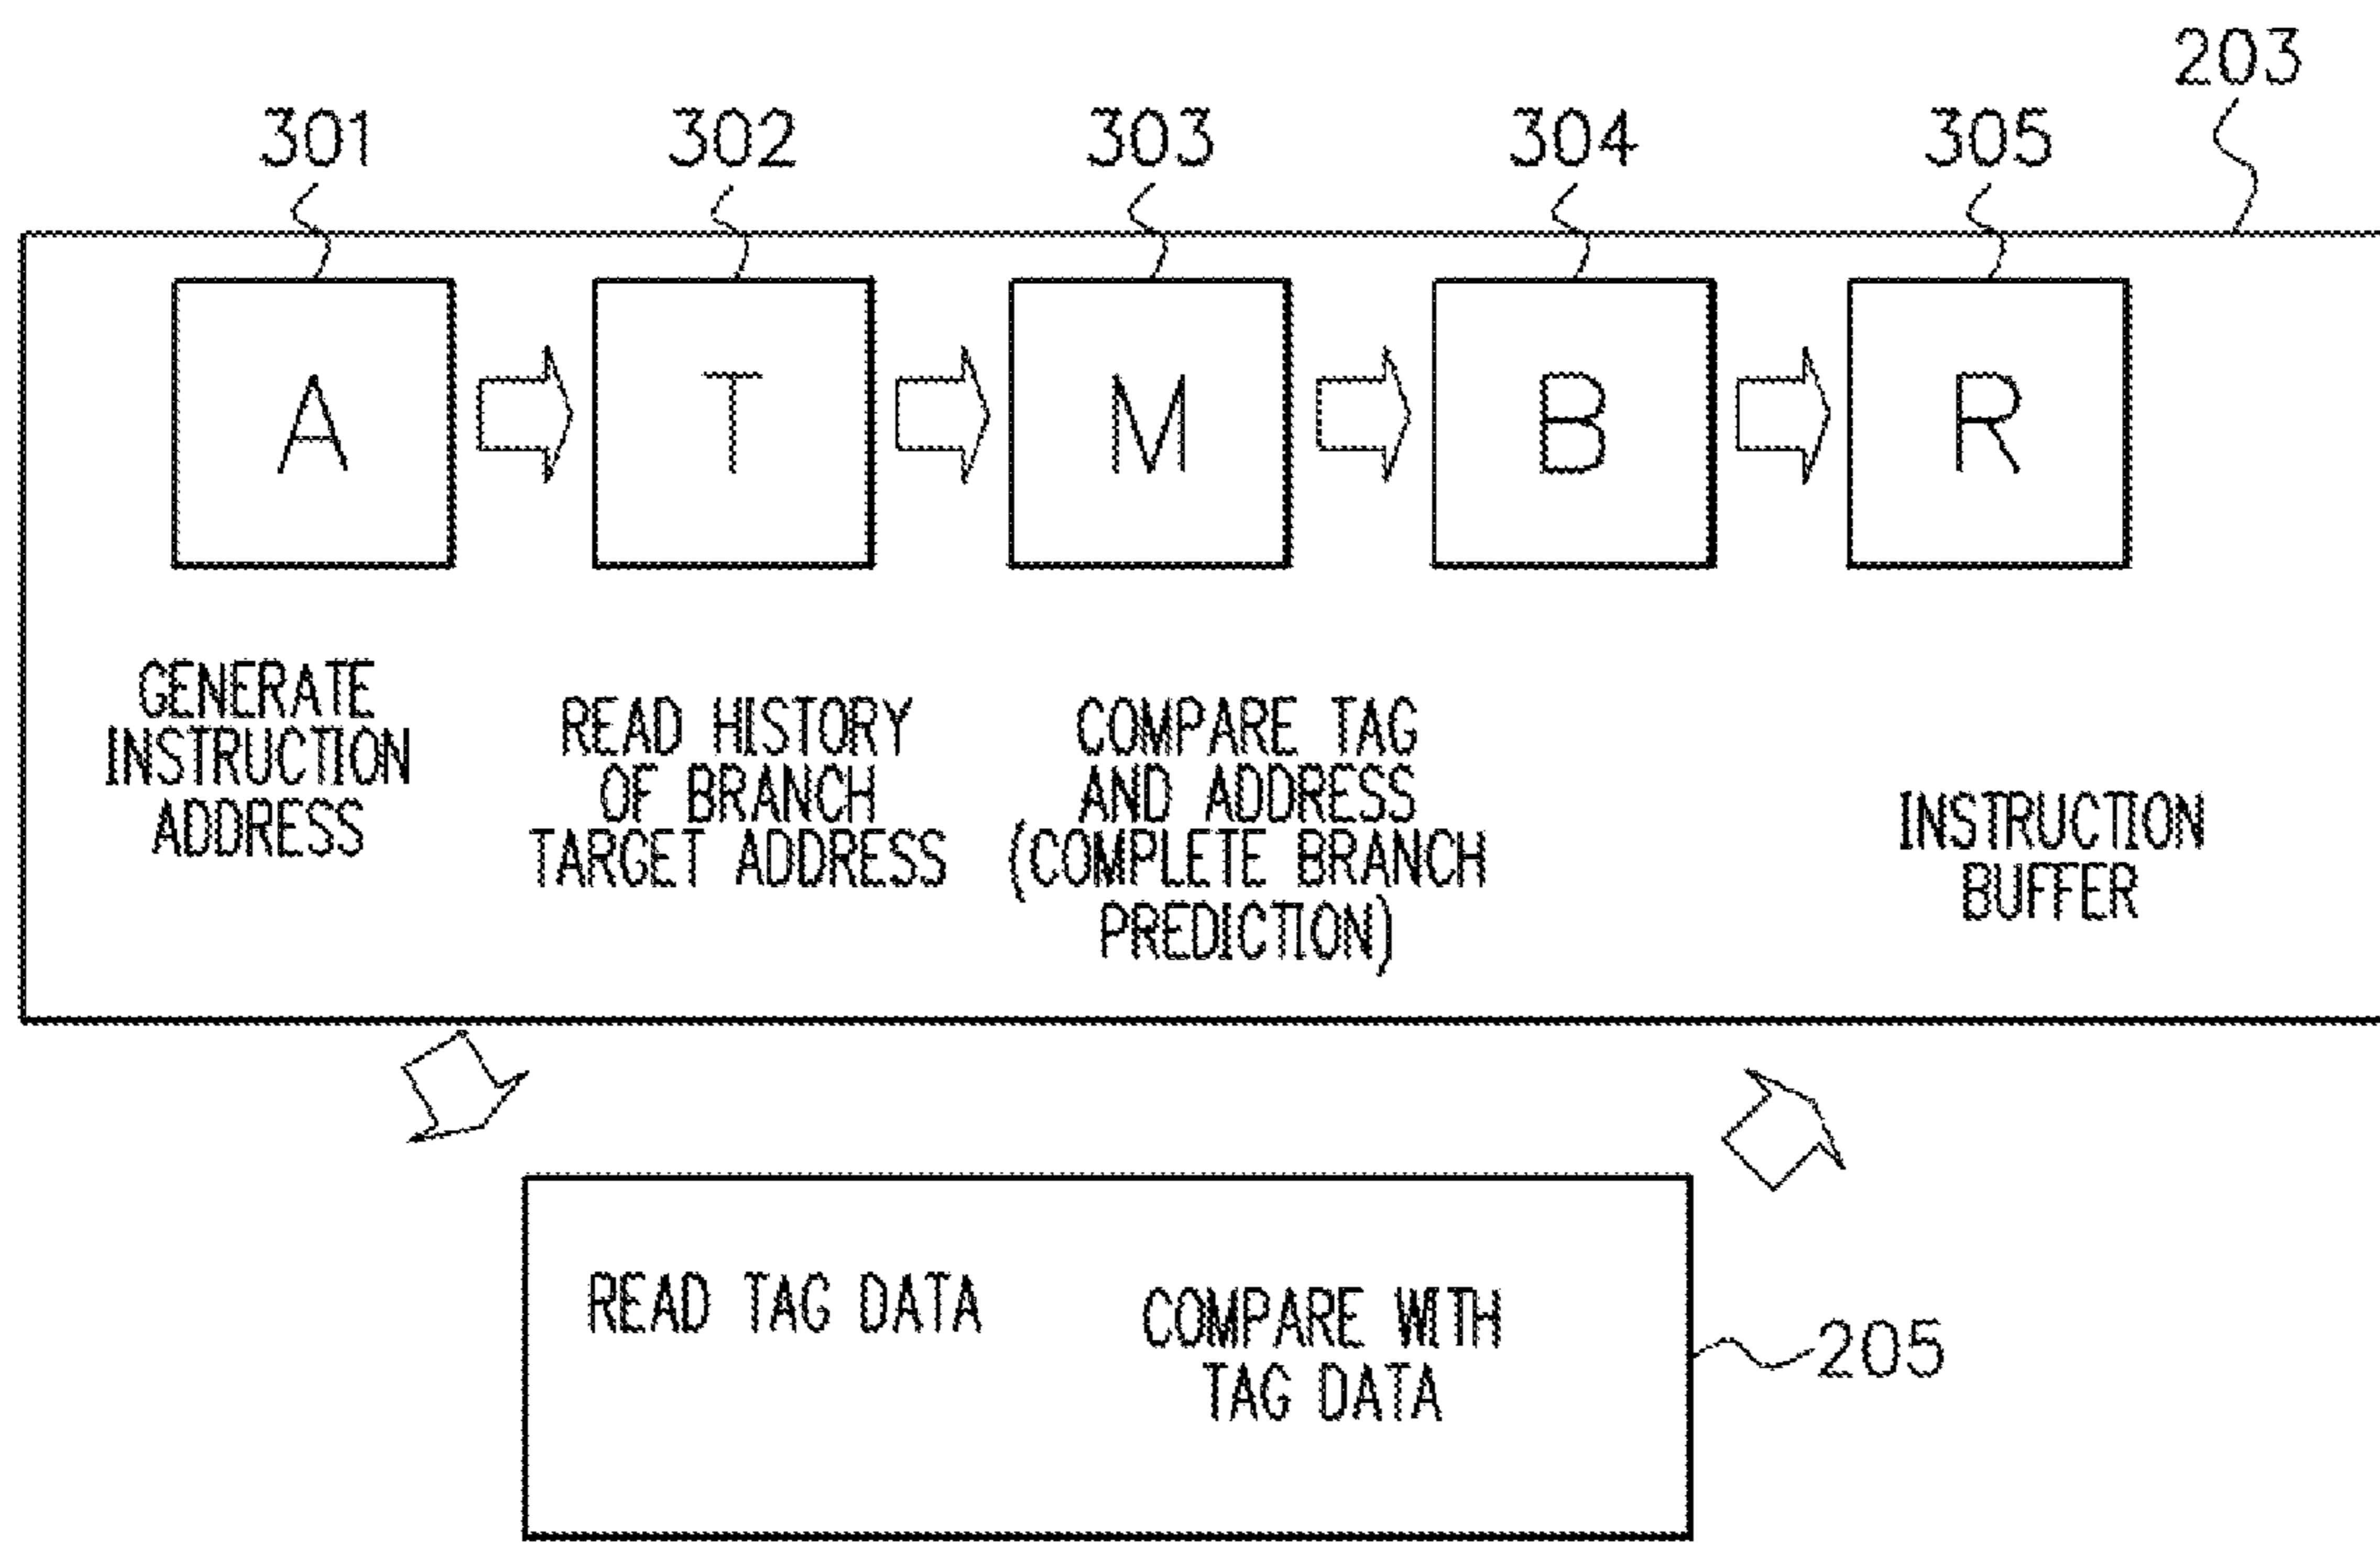 203
301
302
303
304
305
A
T
M
B
R
GENERATE
INSTRUCTION
ADDRESS
READ HISTORY
OF BRANCH
TARGET ADDRESS
COMPARE TAG
AND ADDRESS
(COMPLETE BRANCH
PREDICTION)
INSTRUCTION
BUFFER
READ TAG DATA
COMPARE WITH
TAG DATA
205